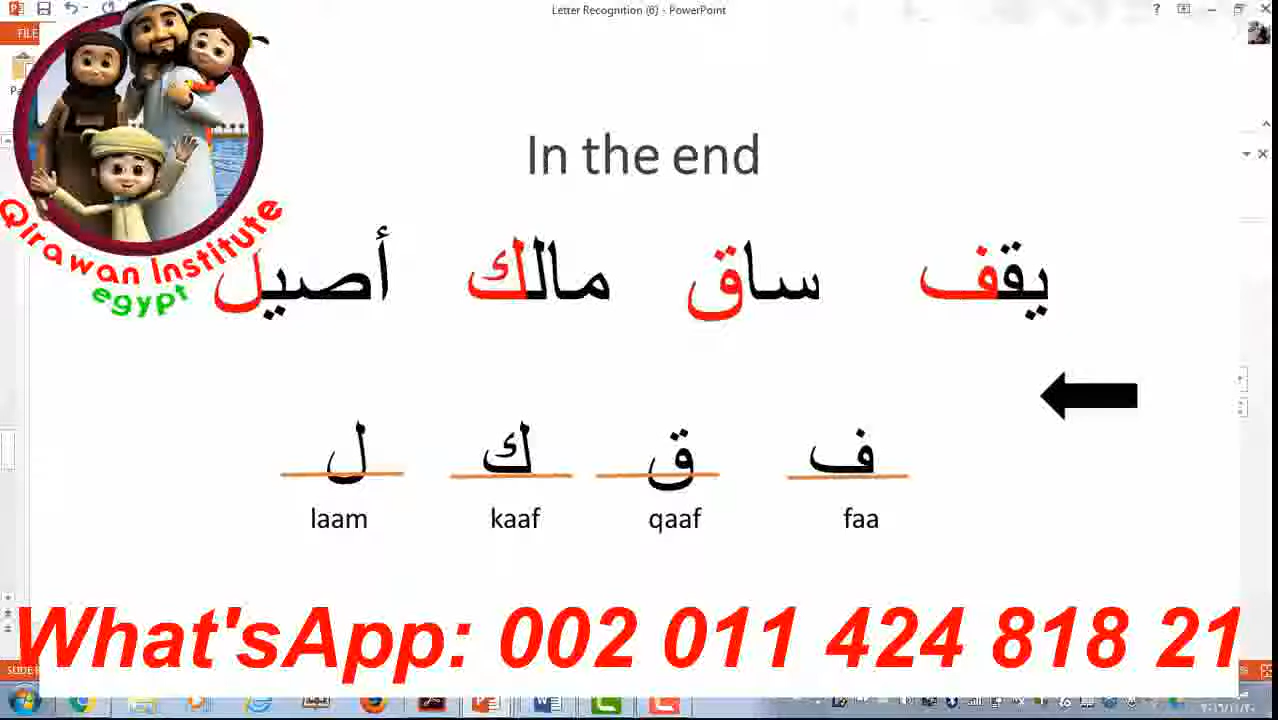 Letter Recognition (6) - PowerPoint
FILE
Qirawan Institute
egypt
In the end
يقف ساق مالك أصيل
ف ق ك ل
faa qaaf kaaf laam
What'sApp: 002 011 424 818 21